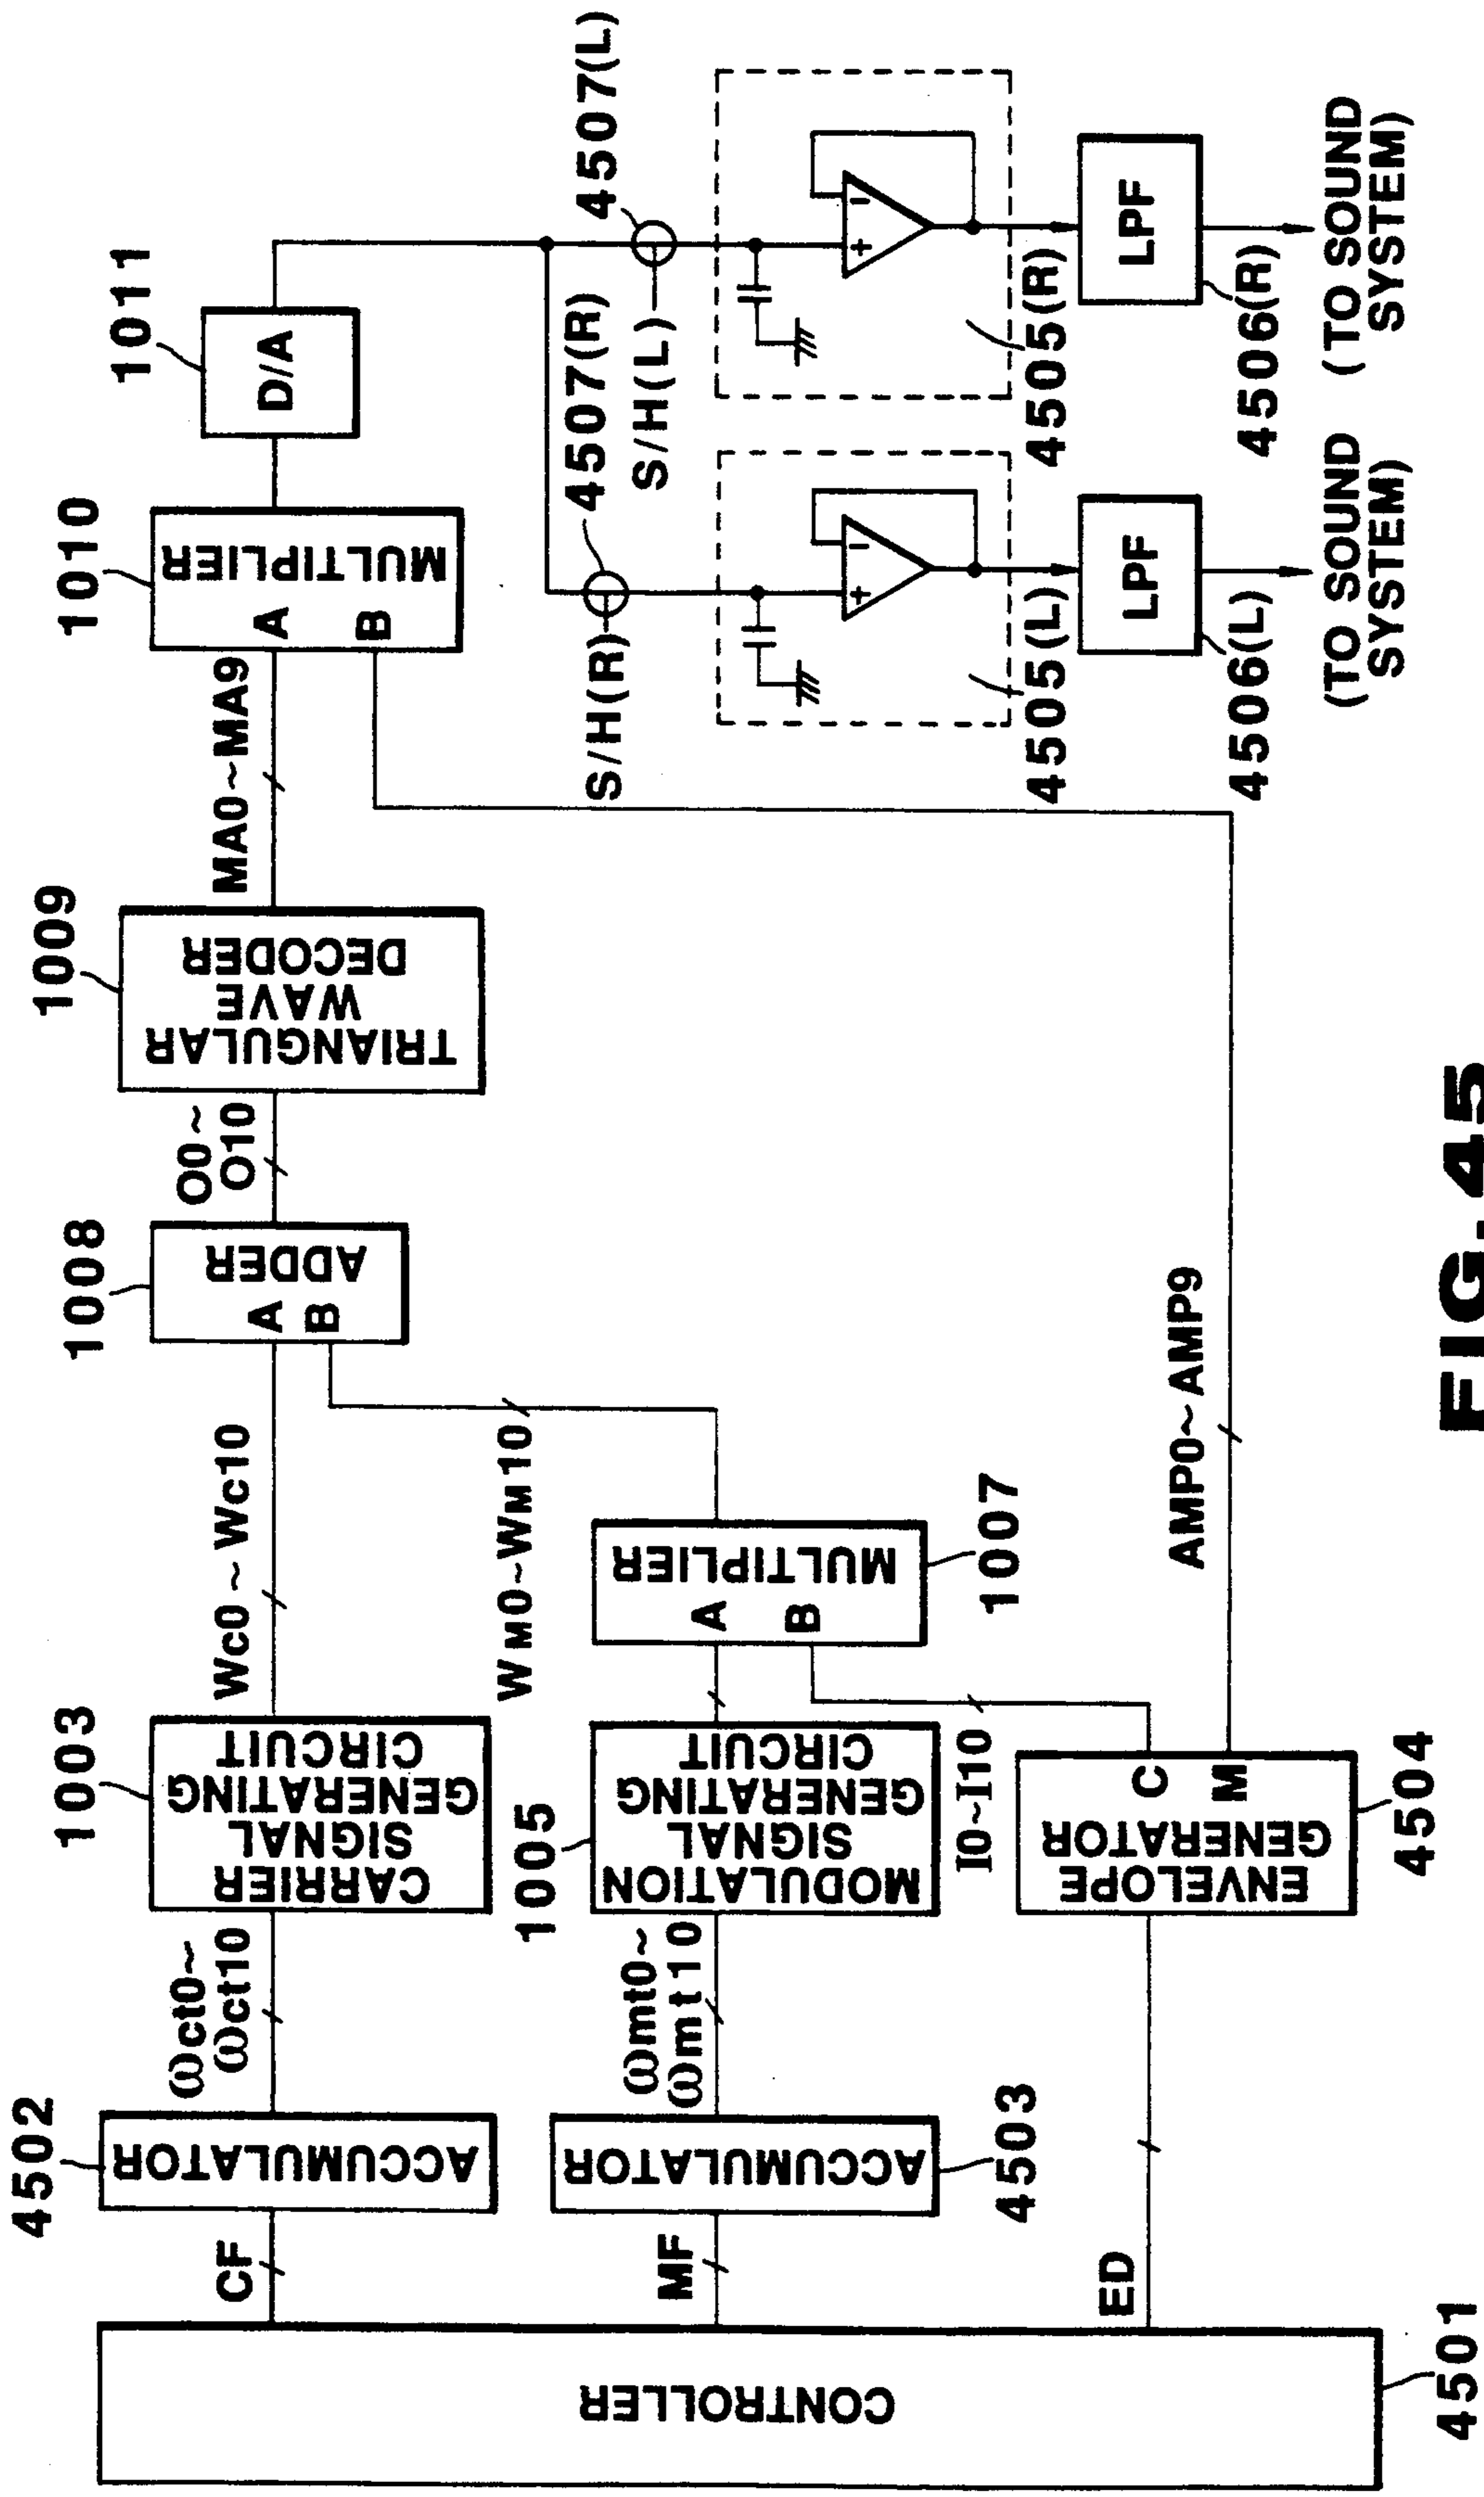 4502
1003
1008
1009
1010
1011
CF
ACCUMULATOR
ωct0~
ωct10
CARRIER
SIGNAL
GENERATING
CIRCUIT
Wc0~Wc10
A
B
ADDER
O0~
O10
TRIANGULAR
WAVE
DECODER
MA0~MA9
A
B
MULTIPLIER
D/A
MF
ACCUMULATOR
4503
ωmt0~
ωmt10
1005
MODULATION
SIGNAL
GENERATING
CIRCUIT
WM0~WM10
A
B
MULTIPLIER
1007
I0~I10
ED
ENVELOPE
GENERATOR
C
M
4504
AMP0~AMP9
CONTROLLER
4501
4507(R)
4507(L)
S/H(R)
S/H(L)
+
−
+
−
4505(L)
4505(R)
LPF
LPF
4506(L)
4506(R)
(TO SOUND
SYSTEM)
(TO SOUND
SYSTEM)
FIG.45